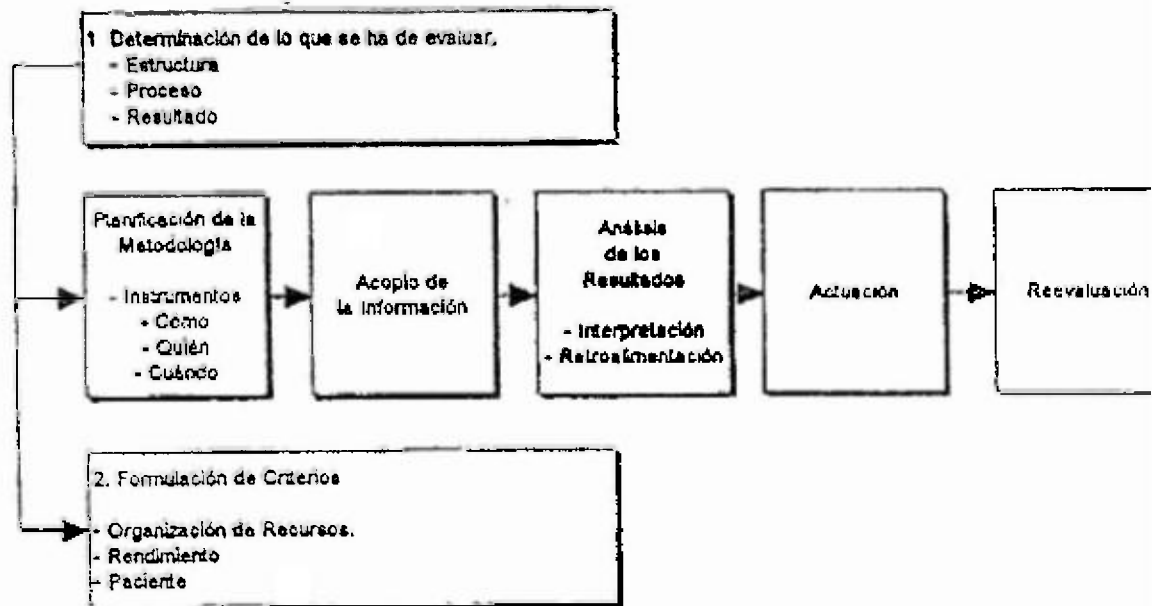 1 Determinación de lo que se ha de evaluar.
- Estructura
- Proceso
- Resultado
Planificación de la
Metodología
- Instrumentos
- Como
- Quién
- Cuándo
Acopio de
la Información
Análisis
de los
Resultados
- Interpretación
- Retroalimentación
Actuación
Reevaluación
2. Formulación de Criterios
- Organización de Recursos.
- Rendimiento
- Paciente